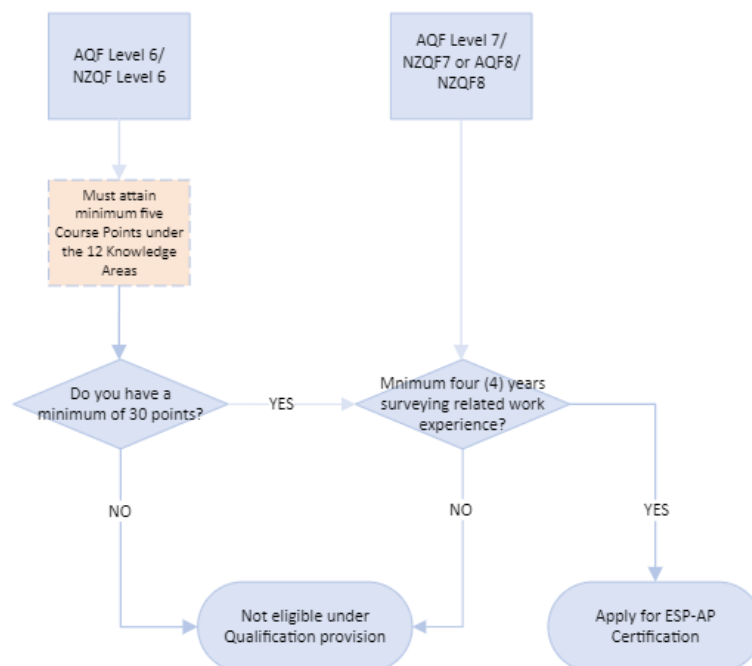 AQF Level 6/
NZQF Level 6
AQF Level 7/
NZQF7 or AQF8/
NZQF8
Must attain
minimum five
Course Points under
the 12 Knowledge
Areas
Do you have a
minimum of 30 points?
YES
Mnimum four (4) years
surveying related work
experience?
NO
NO
YES
Not eligible under
Qualification provision
Apply for ESP-AP
Certification